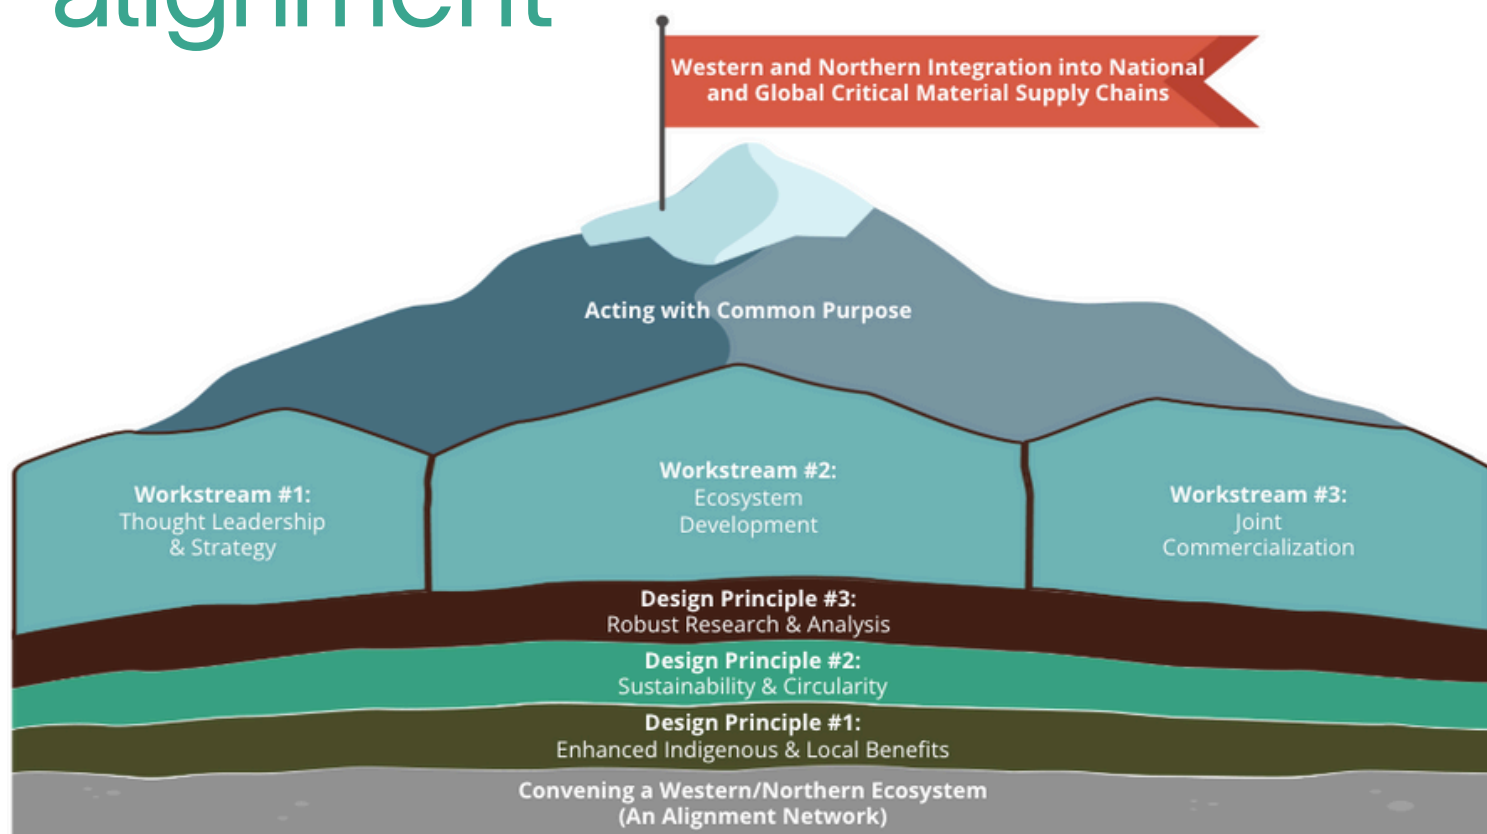 alignment
Western and Northern Integration into National
and Global Critical Material Supply Chains
Acting with Common Purpose
Workstream #1:
Thought Leadership
& Strategy
Workstream #2:
Ecosystem
Development
Workstream #3:
Joint
Commercialization
Design Principle #3:
Robust Research & Analysis
Design Principle #2:
Sustainability & Circularity
Design Principle #1:
Enhanced Indigenous & Local Benefits
Convening a Western/Northern Ecosystem
(An Alignment Network)